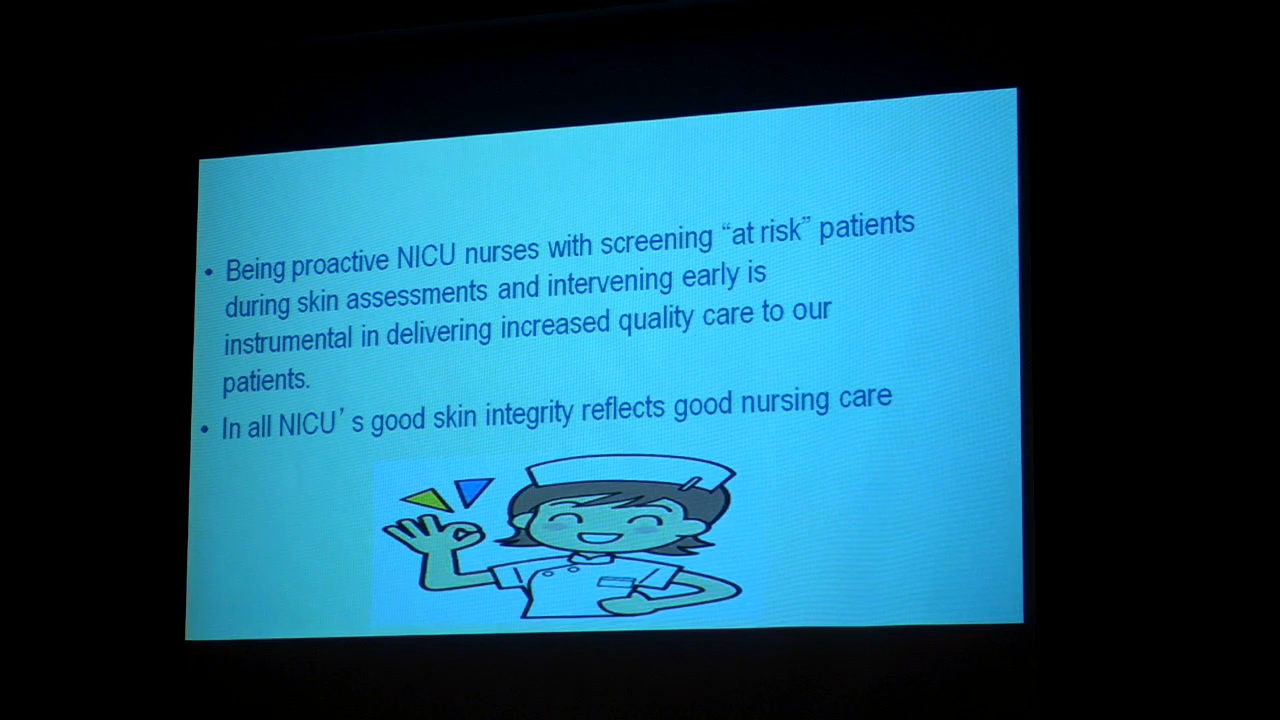 • Being proactive NICU nurses with screening “at risk” patients
during skin assessments and intervening early is
instrumental in delivering increased quality care to our
patients.
• In all NICU’ s good skin integrity reflects good nursing care